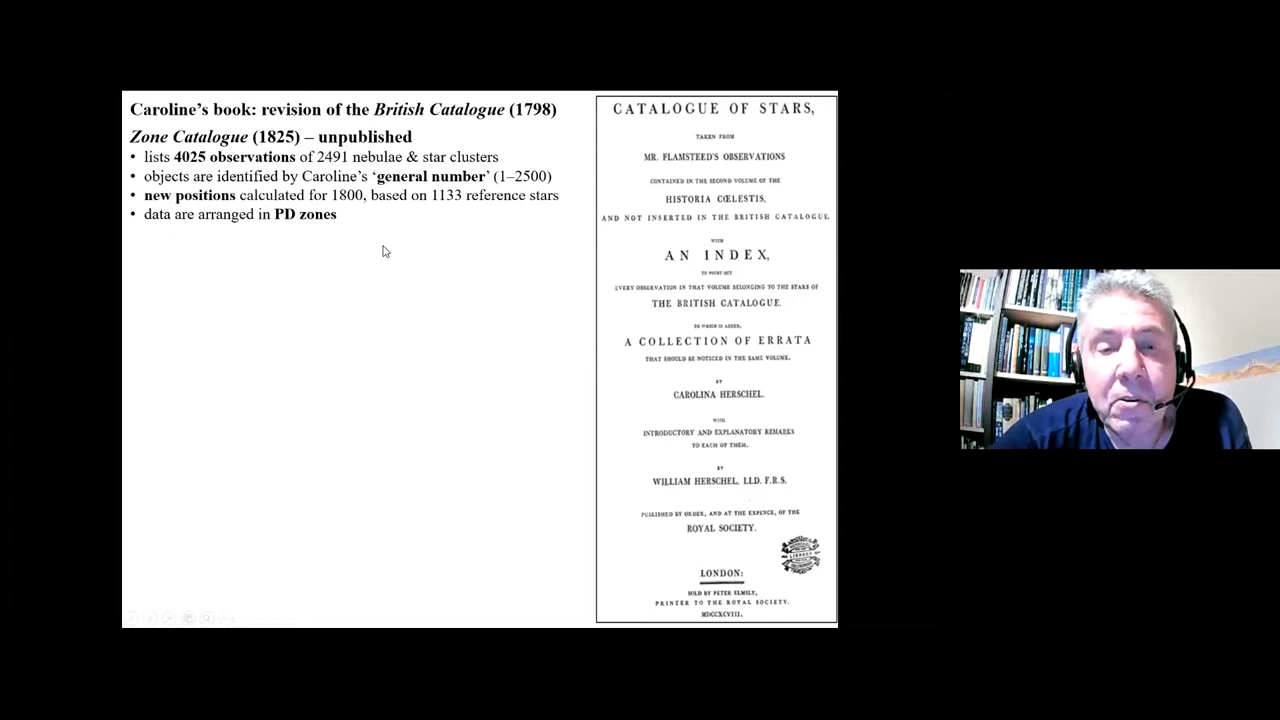 Caroline's book: revision of the British Catalogue (1798)
Zone Catalogue (1825) – unpublished
• lists 4025 observations of 2491 nebulae & star clusters
• objects are identified by Caroline's ‘general number’ (1–2500)
• new positions calculated for 1800, based on 1133 reference stars
• data are arranged in PD zones
CATALOGUE OF STARS,
TAKEN FROM
MR. FLAMSTEED'S OBSERVATIONS
CONTAINED IN THE SECOND VOLUME OF THE
HISTORIA CŒLESTIS,
AND NOT INSERTED IN THE BRITISH CATALOGUE.
WITH
AN INDEX,
TO POINT OUT
EVERY OBSERVATION IN THAT VOLUME BELONGING TO THE STARS OF
THE BRITISH CATALOGUE.
TO WHICH IS ADDED,
A COLLECTION OF ERRATA
THAT SHOULD BE NOTICED IN THE SAME VOLUME.
BY
CAROLINA HERSCHEL.
WITH
INTRODUCTORY AND EXPLANATORY REMARKS
TO EACH OF THEM.
BY
WILLIAM HERSCHEL, LLD. F.R.S.
PUBLISHED BY ORDER, AND AT THE EXPENCE, OF THE
ROYAL SOCIETY.
LIBRARY
LONDON:
SOLD BY PETER ELMSLY,
PRINTER TO THE ROYAL SOCIETY.
MDCCXCVIII.